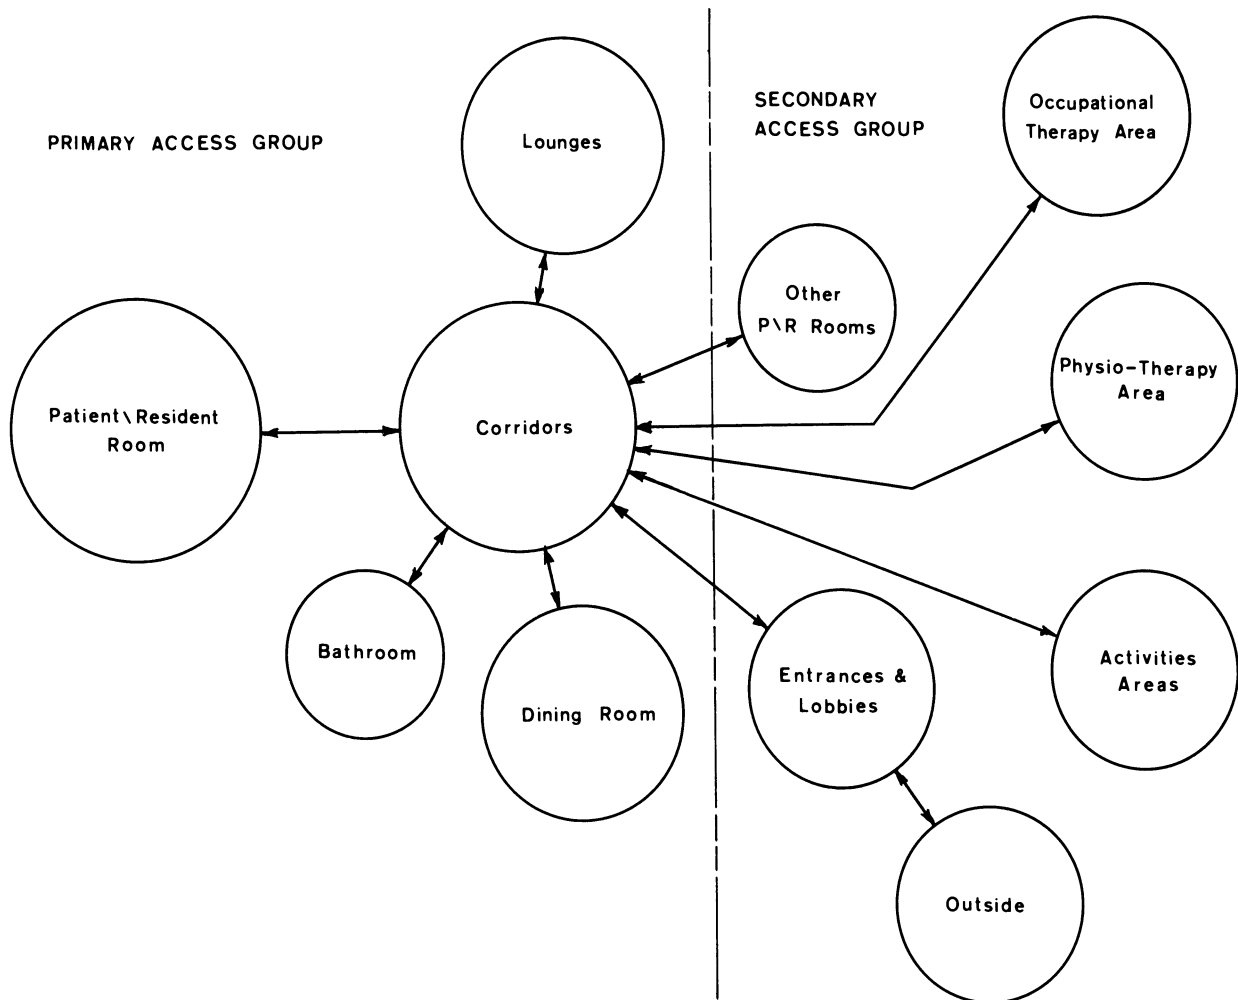 PRIMARY ACCESS GROUP
Lounges
SECONDARY
ACCESS GROUP
Occupational
Therapy Area
Other
P\R Rooms
Physio-Therapy
Area
Patient\Resident
Room
Corridors
Bathroom
Dining Room
Entrances &
Lobbies
Activities
Areas
Outside